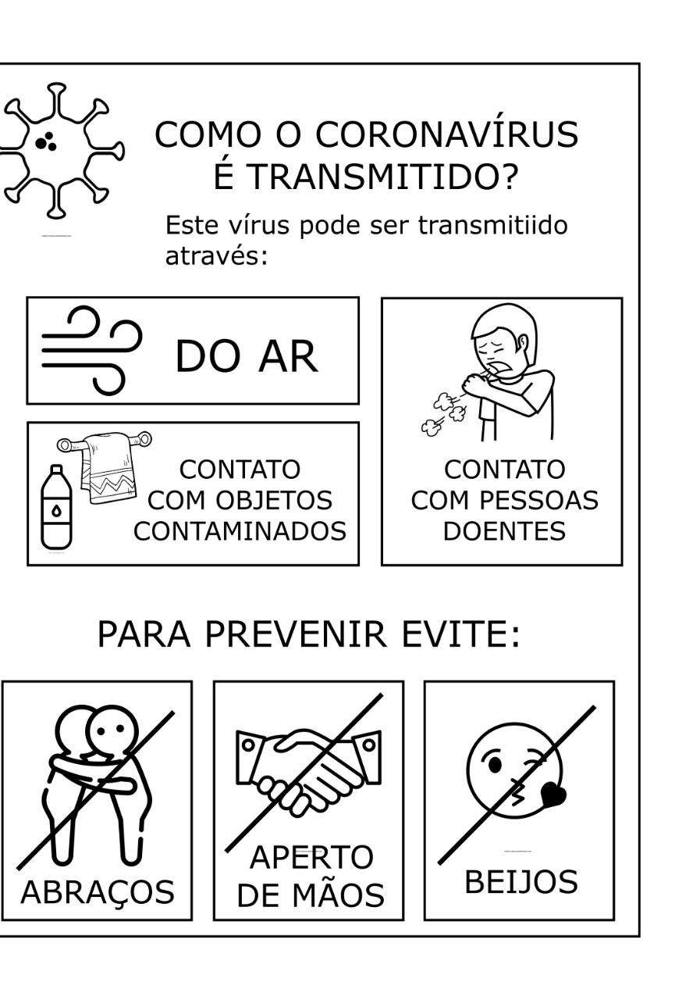 COMO O CORONAVÍRUS
É TRANSMITIDO?
Este vírus pode ser transmitiido
através:
DO AR
CONTATO
COM OBJETOS
CONTAMINADOS
CONTATO
COM PESSOAS
DOENTES
PARA PREVENIR EVITE:
ABRAÇOS
APERTO
DE MÃOS
BEIJOS